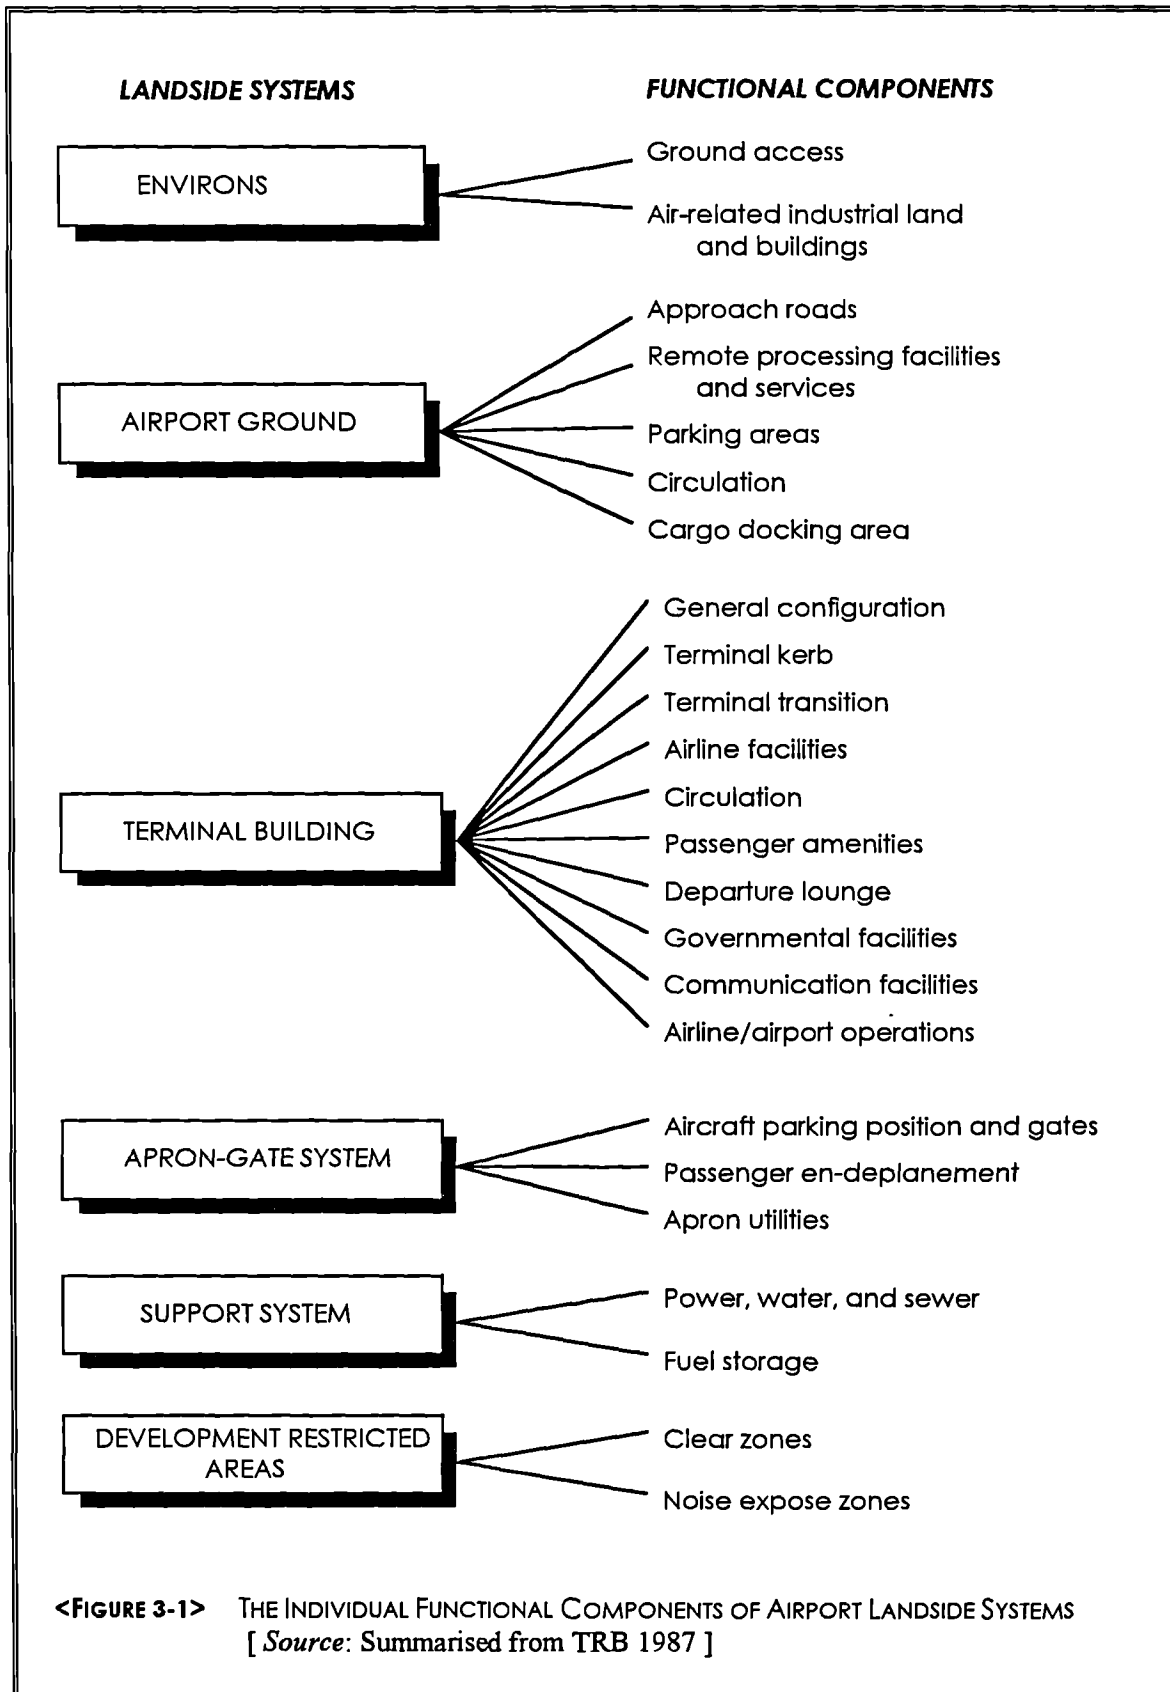 LANDSIDE SYSTEMS
FUNCTIONAL COMPONENTS
ENVIRONS
Ground access
Air-related industrial land
and buildings
AIRPORT GROUND
Approach roads
Remote processing facilities
and services
Parking areas
Circulation
Cargo docking area
TERMINAL BUILDING
General configuration
Terminal kerb
Terminal transition
Airline facilities
Circulation
Passenger amenities
Departure lounge
Governmental facilities
Communication facilities
Airline/airport operations
APRON-GATE SYSTEM
Aircraft parking position and gates
Passenger en-deplanement
Apron utilities
SUPPORT SYSTEM
Power, water, and sewer
Fuel storage
DEVELOPMENT RESTRICTED
AREAS
Clear zones
Noise expose zones
<FIGURE 3-1> THE INDIVIDUAL FUNCTIONAL COMPONENTS OF AIRPORT LANDSIDE SYSTEMS
[ Source: Summarised from TRB 1987 ]